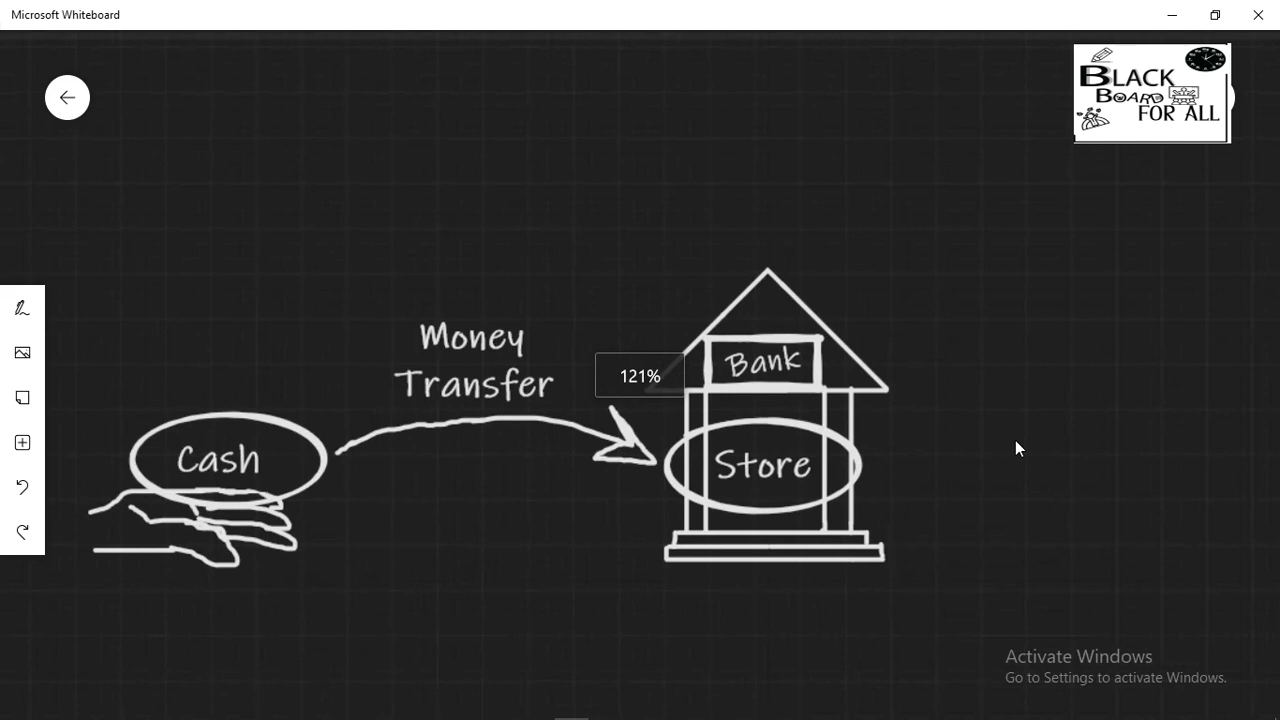 Microsoft Whiteboard
BLACK
BOARD
FOR ALL
Money
Transfer
Bank
121%
Cash
Store
Activate Windows
Go to Settings to activate Windows.